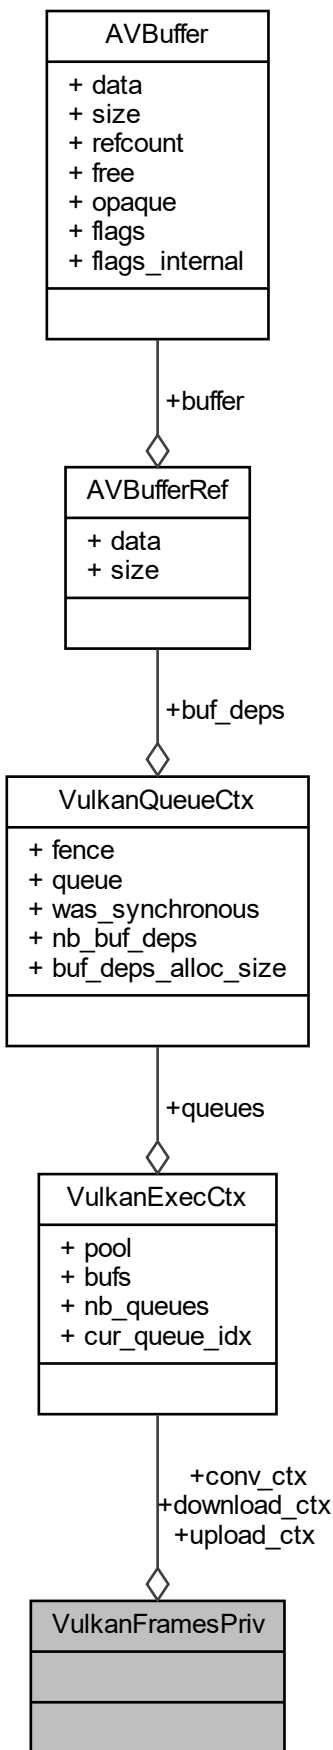 AVBuffer
+ data
+ size
+ refcount
+ free
+ opaque
+ flags
+ flags_internal
+buffer
AVBufferRef
+ data
+ size
+buf_deps
VulkanQueueCtx
+ fence
+ queue
+ was_synchronous
+ nb_buf_deps
+ buf_deps_alloc_size
+queues
VulkanExecCtx
+ pool
+ bufs
+ nb_queues
+ cur_queue_idx
+conv_ctx
+download_ctx
+upload_ctx
VulkanFramesPriv